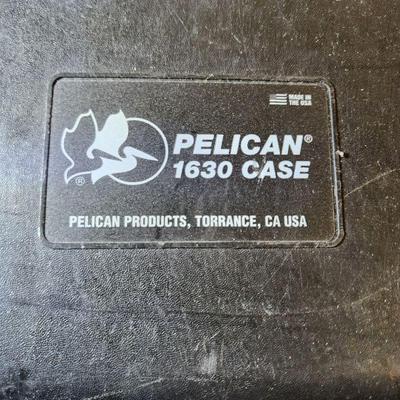 MADE IN
THE USA
PELICAN®
1630 CASE
®
PELICAN PRODUCTS, TORRANCE, CA USA